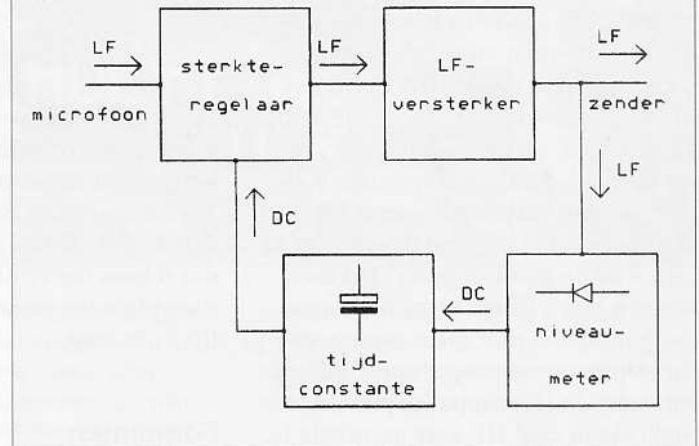 LF
LF
LF
sterkte-
regelaar
LF-
versterker
microfoon
zender
LF
DC
DC
niveau-
meter
tijd-
constante